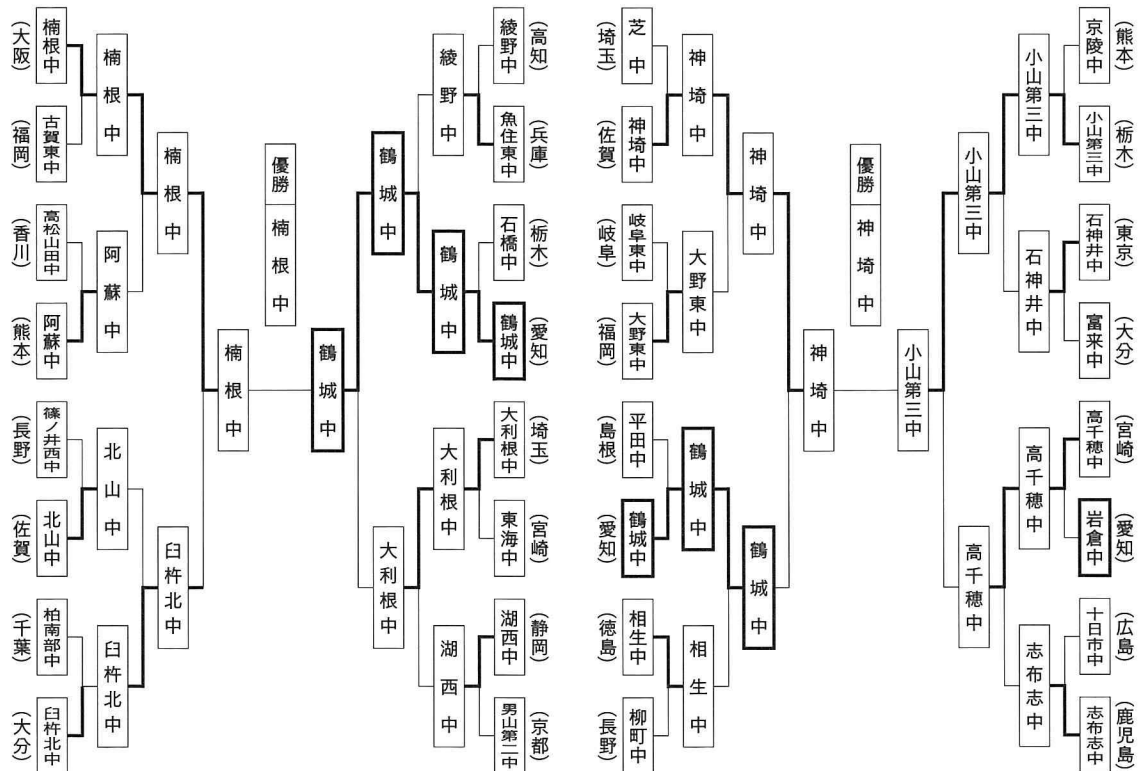 (大阪)
楠根中
(福岡)
古賀東中
(香川)
高松山田中
(熊本)
阿蘇中
(長野)
篠ノ井西中
(佐賀)
北山中
(千葉)
柏南部中
(大分)
臼杵北中
楠根中
阿蘇中
北山中
臼杵北中
楠根中
臼杵北中
楠根中
優勝
楠根中
鶴城中
鶴城中
大利根中
綾野中
鶴城中
大利根中
湖西中
綾野中
(高知)
魚住東中
(兵庫)
石橋中
(栃木)
鶴城中
(愛知)
大利根中
(埼玉)
東海中
(宮崎)
湖西中
(静岡)
男山第二中
(京都)
(埼玉)
芝中
(佐賀)
神埼中
(岐阜)
岐阜東中
(福岡)
大野東中
(島根)
平田中
(愛知)
鶴城中
(徳島)
相生中
(長野)
柳町中
神埼中
大野東中
鶴城中
相生中
神埼中
鶴城中
神埼中
優勝
神埼中
小山第三中
小山第三中
高千穂中
小山第三中
石神井中
高千穂中
志布志中
京陵中
(熊本)
小山第三中
(栃木)
石神井中
(東京)
富来中
(大分)
高千穂中
(宮崎)
岩倉中
(愛知)
十日市中
(広島)
志布志中
(鹿児島)